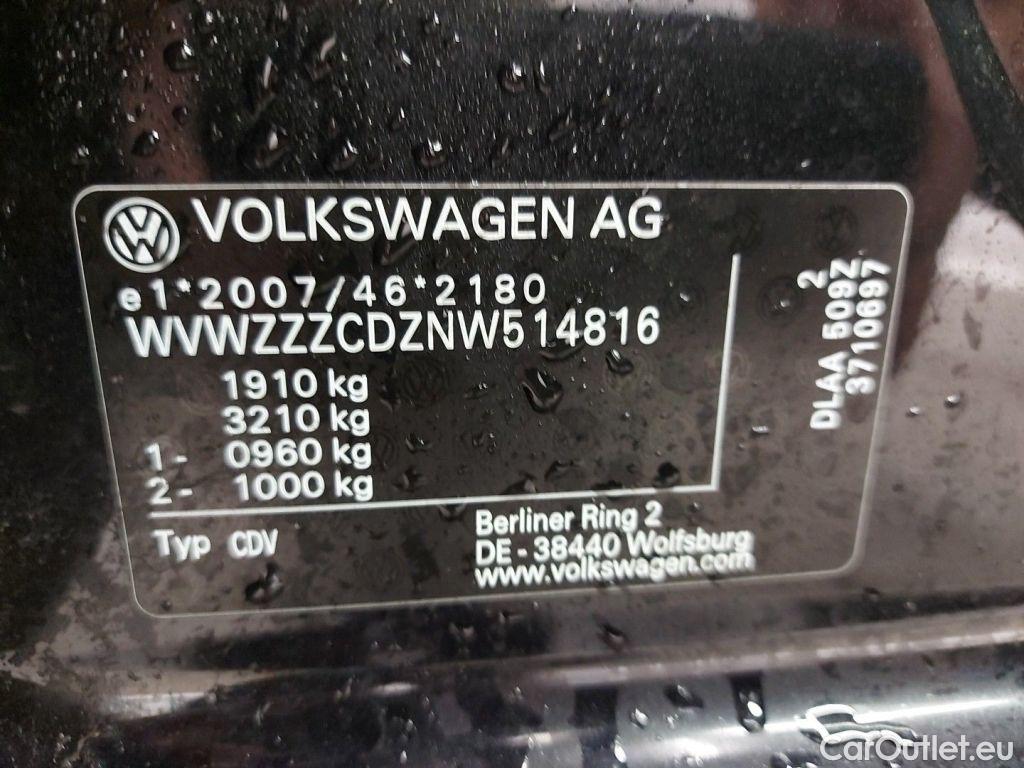 VOLKSWAGEN AG
e1*2007/46*2180
WVWZZZCDZNW514816
1910 kg
3210 kg
1- 0960 kg
2- 1000 kg
Typ CDV
Berliner Ring 2
DE - 38440 Wolfsburg
www.volkswagen.com
2
DLAA 509Z
3710697
CarOutlet.eu